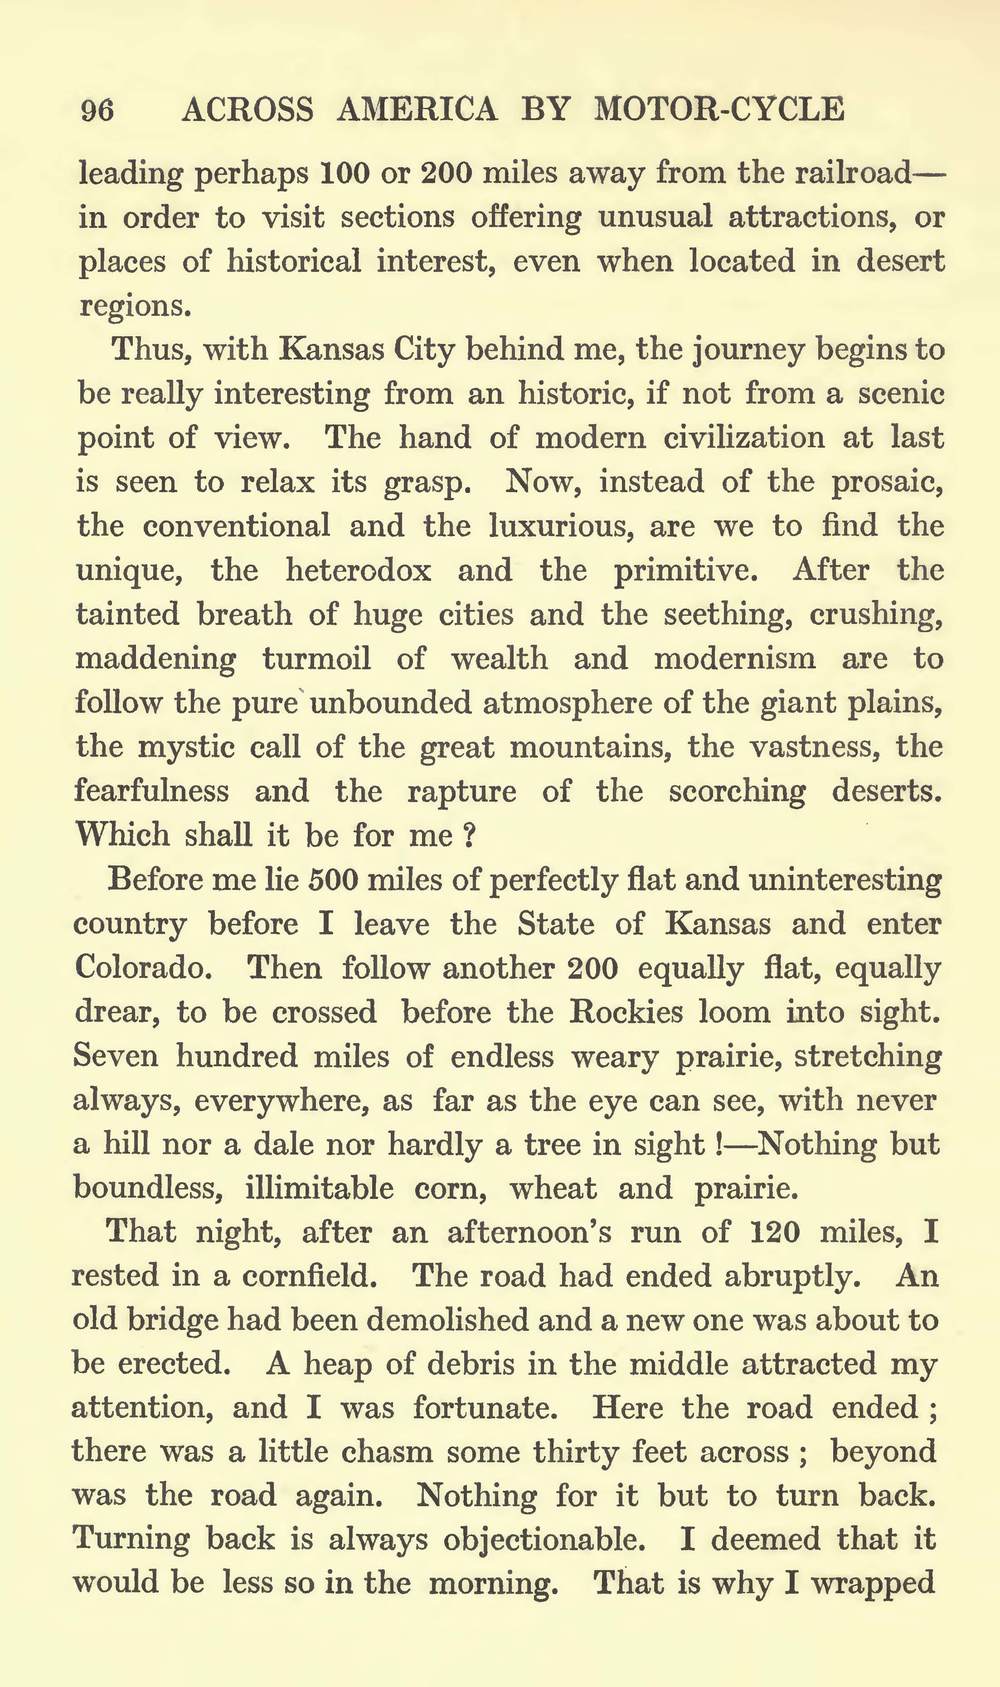 96 ACROSS AMERICA BY MOTOR-CYCLE
leading perhaps 100 or 200 miles away from the railroad—
in order to visit sections offering unusual attractions, or
places of historical interest, even when located in desert
regions.
Thus, with Kansas City behind me, the journey begins to
be really interesting from an historic, if not from a scenic
point of view. The hand of modern civilization at last
is seen to relax its grasp. Now, instead of the prosaic,
the conventional and the luxurious, are we to find the
unique, the heterodox and the primitive. After the
tainted breath of huge cities and the seething, crushing,
maddening turmoil of wealth and modernism are to
follow the pure unbounded atmosphere of the giant plains,
the mystic call of the great mountains, the vastness, the
fearfulness and the rapture of the scorching deserts.
Which shall it be for me ?
Before me lie 500 miles of perfectly flat and uninteresting
country before I leave the State of Kansas and enter
Colorado. Then follow another 200 equally flat, equally
drear, to be crossed before the Rockies loom into sight.
Seven hundred miles of endless weary prairie, stretching
always, everywhere, as far as the eye can see, with never
a hill nor a dale nor hardly a tree in sight !—Nothing but
boundless, illimitable corn, wheat and prairie.
That night, after an afternoon's run of 120 miles, I
rested in a cornfield. The road had ended abruptly. An
old bridge had been demolished and a new one was about to
be erected. A heap of debris in the middle attracted my
attention, and I was fortunate. Here the road ended ;
there was a little chasm some thirty feet across ; beyond
was the road again. Nothing for it but to turn back.
Turning back is always objectionable. I deemed that it
would be less so in the morning. That is why I wrapped